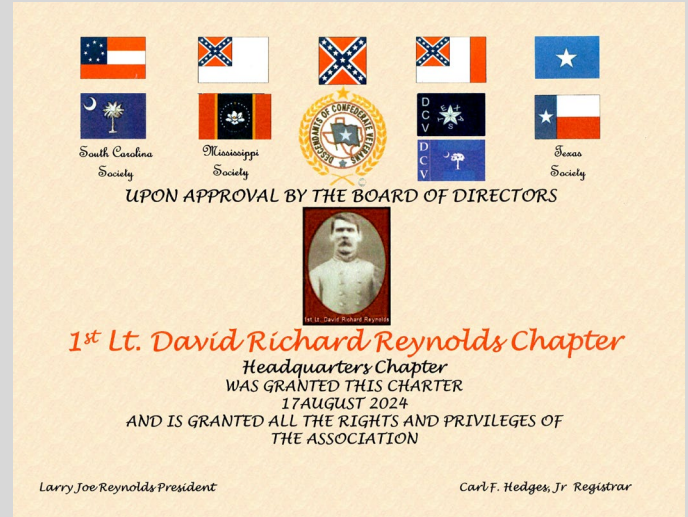 South Carolina
Society
Mississippi
Society
DESCENDANTS OF CONFEDERATE VETERANS
D
C
V
D
C
V
Texas
Society
UPON APPROVAL BY THE BOARD OF DIRECTORS
1st Lt. David Richard Reynolds
1st Lt. David Richard Reynolds Chapter
Headquarters Chapter
WAS GRANTED THIS CHARTER
17AUGUST 2024
AND IS GRANTED ALL THE RIGHTS AND PRIVILEGES OF
THE ASSOCIATION
Larry Joe Reynolds President
Carl F. Hedges, Jr Registrar